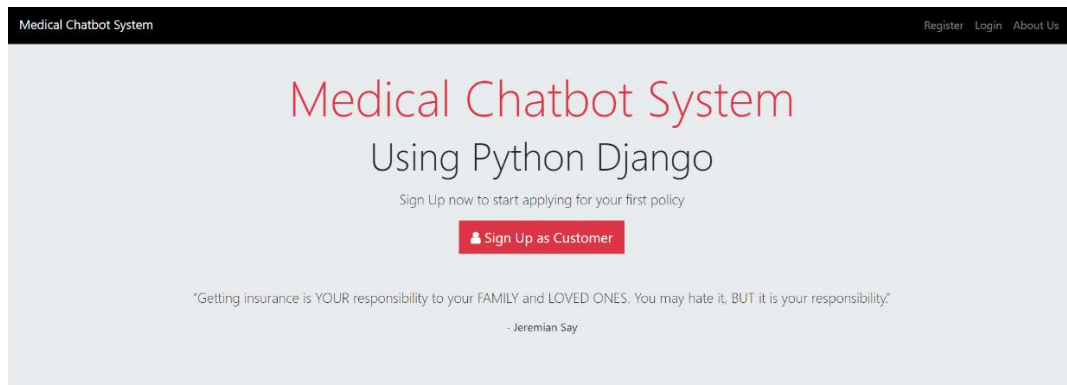 Medical Chatbot System
Register Login About Us
Medical Chatbot System
Using Python Django
Sign Up now to start applying for your first policy
Sign Up as Customer
“Getting insurance is YOUR responsibility to your FAMILY and LOVED ONES. You may hate it, BUT it is your responsibility.”
- Jeremian Say